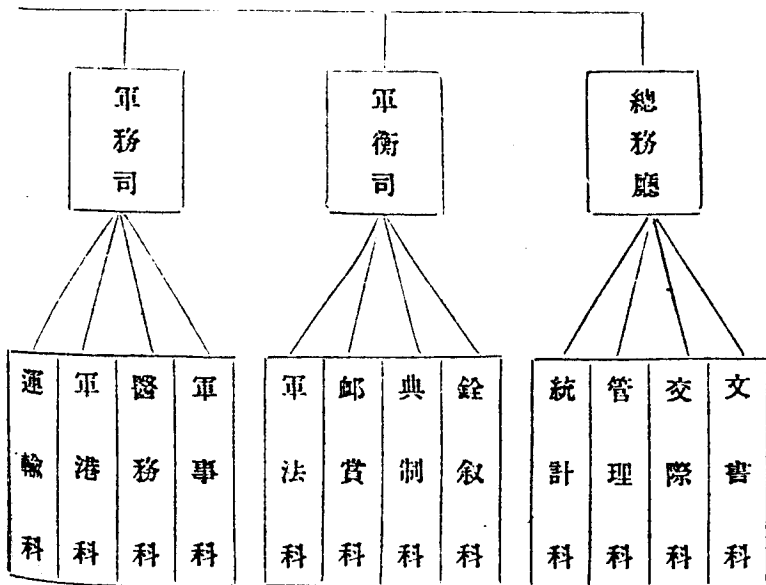 總務廳
文書科
交際科
管理科
統計科
軍衡司
銓叙科
典制科
卹賞科
軍法科
軍務司
軍事科
醫務科
軍港科
運輸科